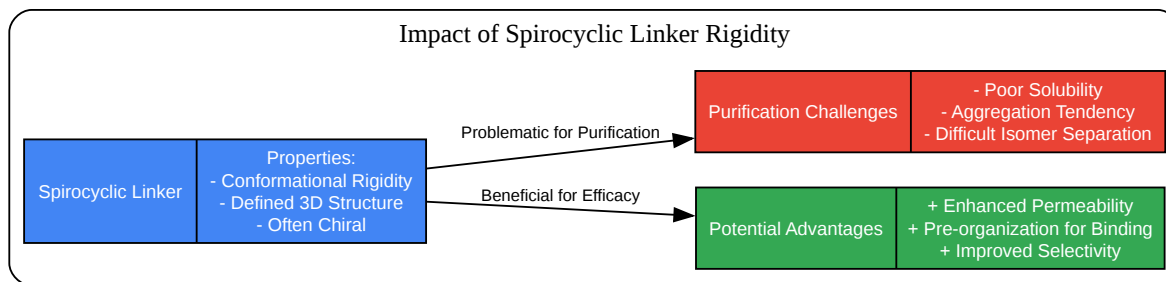 Impact of Spirocyclic Linker Rigidity
Spirocyclic Linker
Properties:
- Conformational Rigidity
- Defined 3D Structure
- Often Chiral
Problematic for Purification
Beneficial for Efficacy
Purification Challenges
- Poor Solubility
- Aggregation Tendency
- Difficult Isomer Separation
Potential Advantages
+ Enhanced Permeability
+ Pre-organization for Binding
+ Improved Selectivity